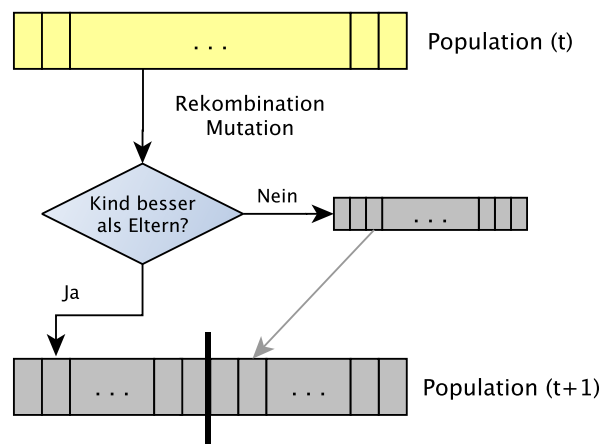 . . .
Population (t)
Rekombination
Mutation
Kind besser
als Eltern?
Nein
. . .
Ja
. . .
. . .
Population (t+1)